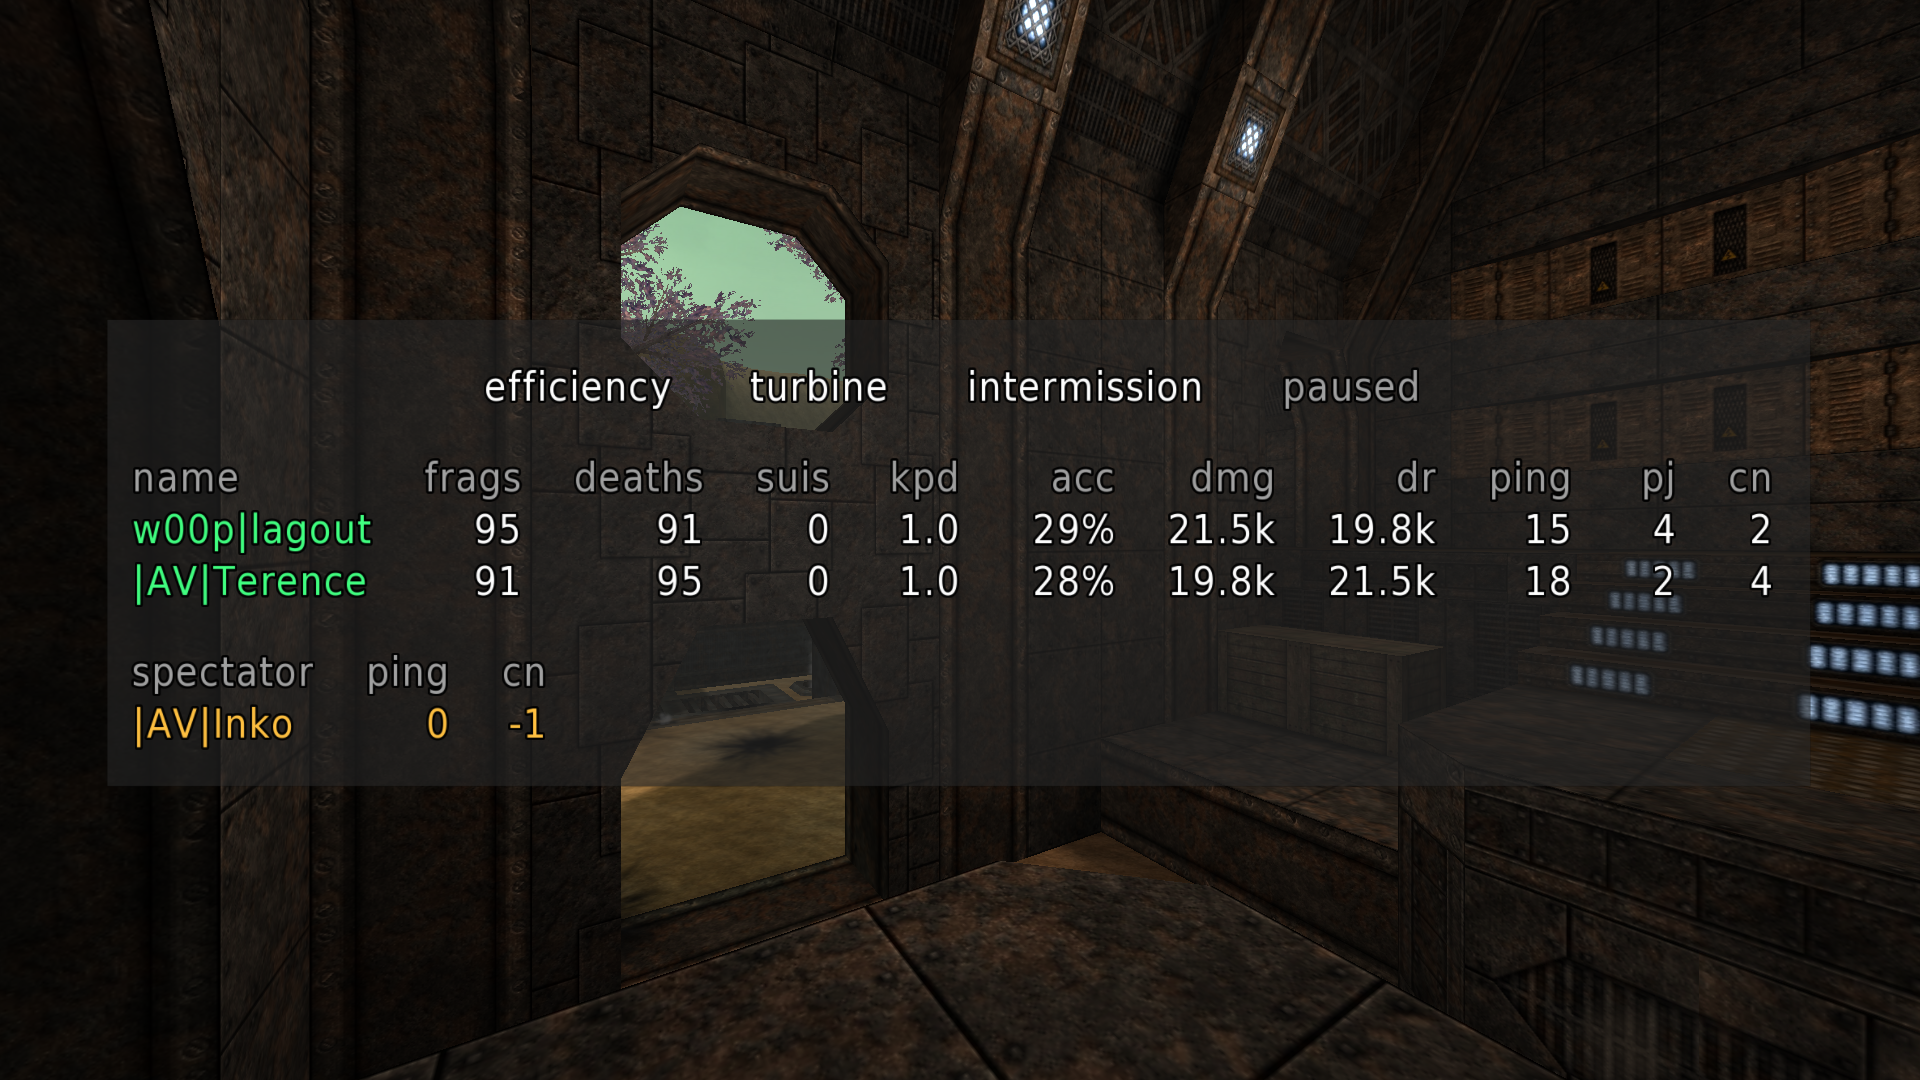 efficiency turbine intermission paused
name frags deaths suis kpd acc dmg dr ping pj cn
w00p|lagout 95 91 0 1.0 29% 21.5k 19.8k 15 4 2
|AV|Terence 91 95 0 1.0 28% 19.8k 21.5k 18 2 4
spectator ping cn
|AV|Inko 0 -1